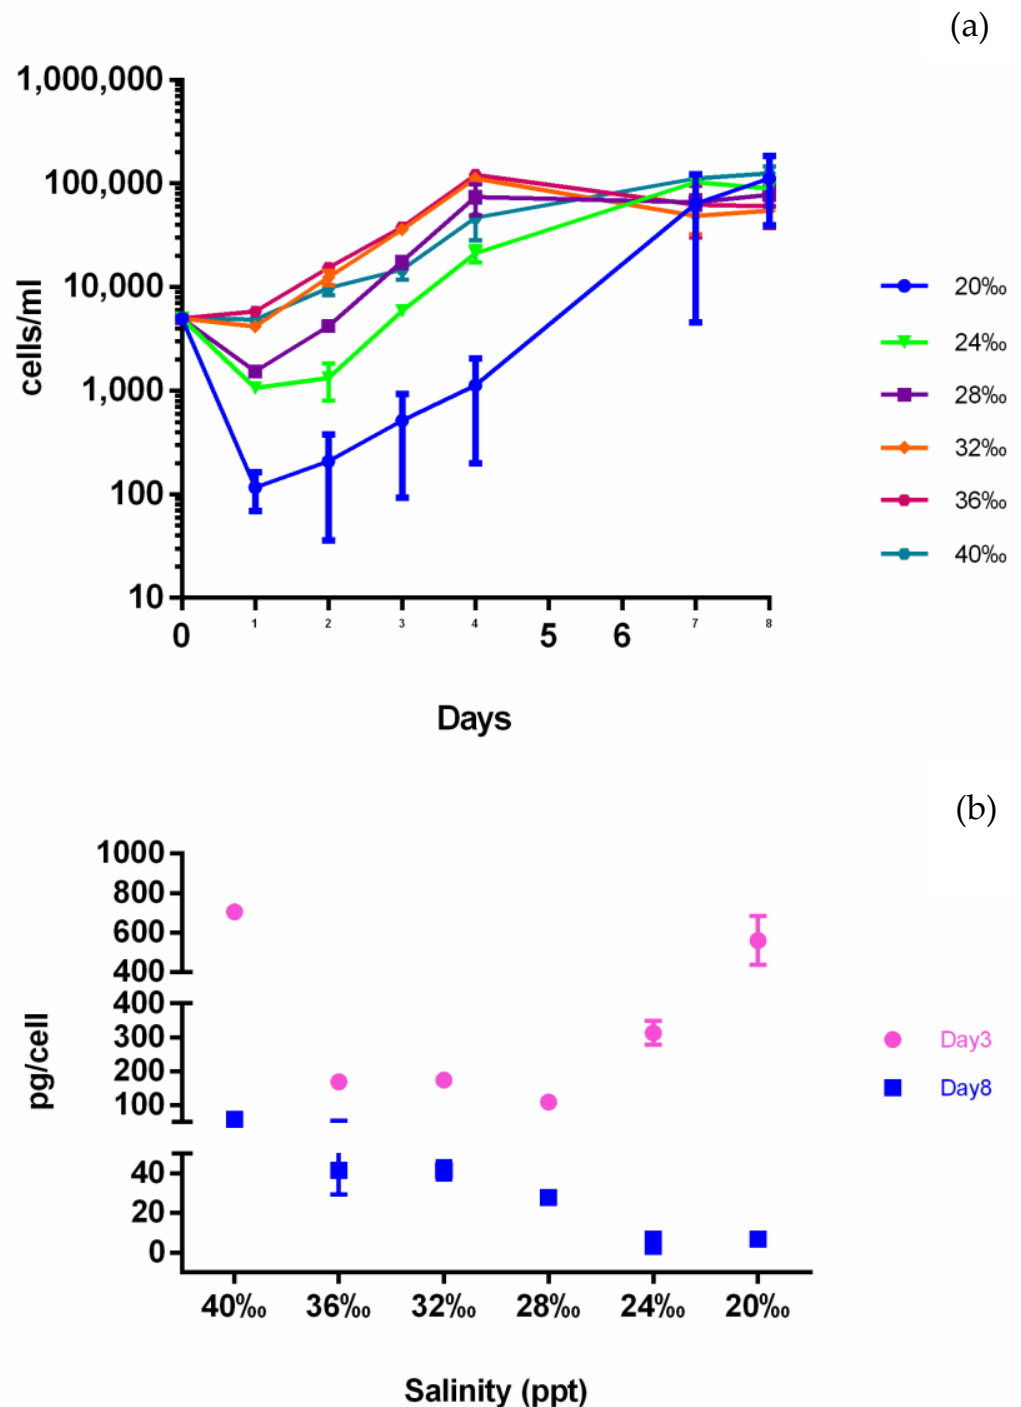 (a)
1,000,000
100,000
10,000
1,000
100
10
cells/ml
0 1 2 3 4 5 6 7 8
Days
20‰
24‰
28‰
32‰
36‰
40‰
(b)
1000
800
600
400
400
300
200
100
40
20
0
pg/cell
40‰ 36‰ 32‰ 28‰ 24‰ 20‰
Salinity (ppt)
Day3
Day8